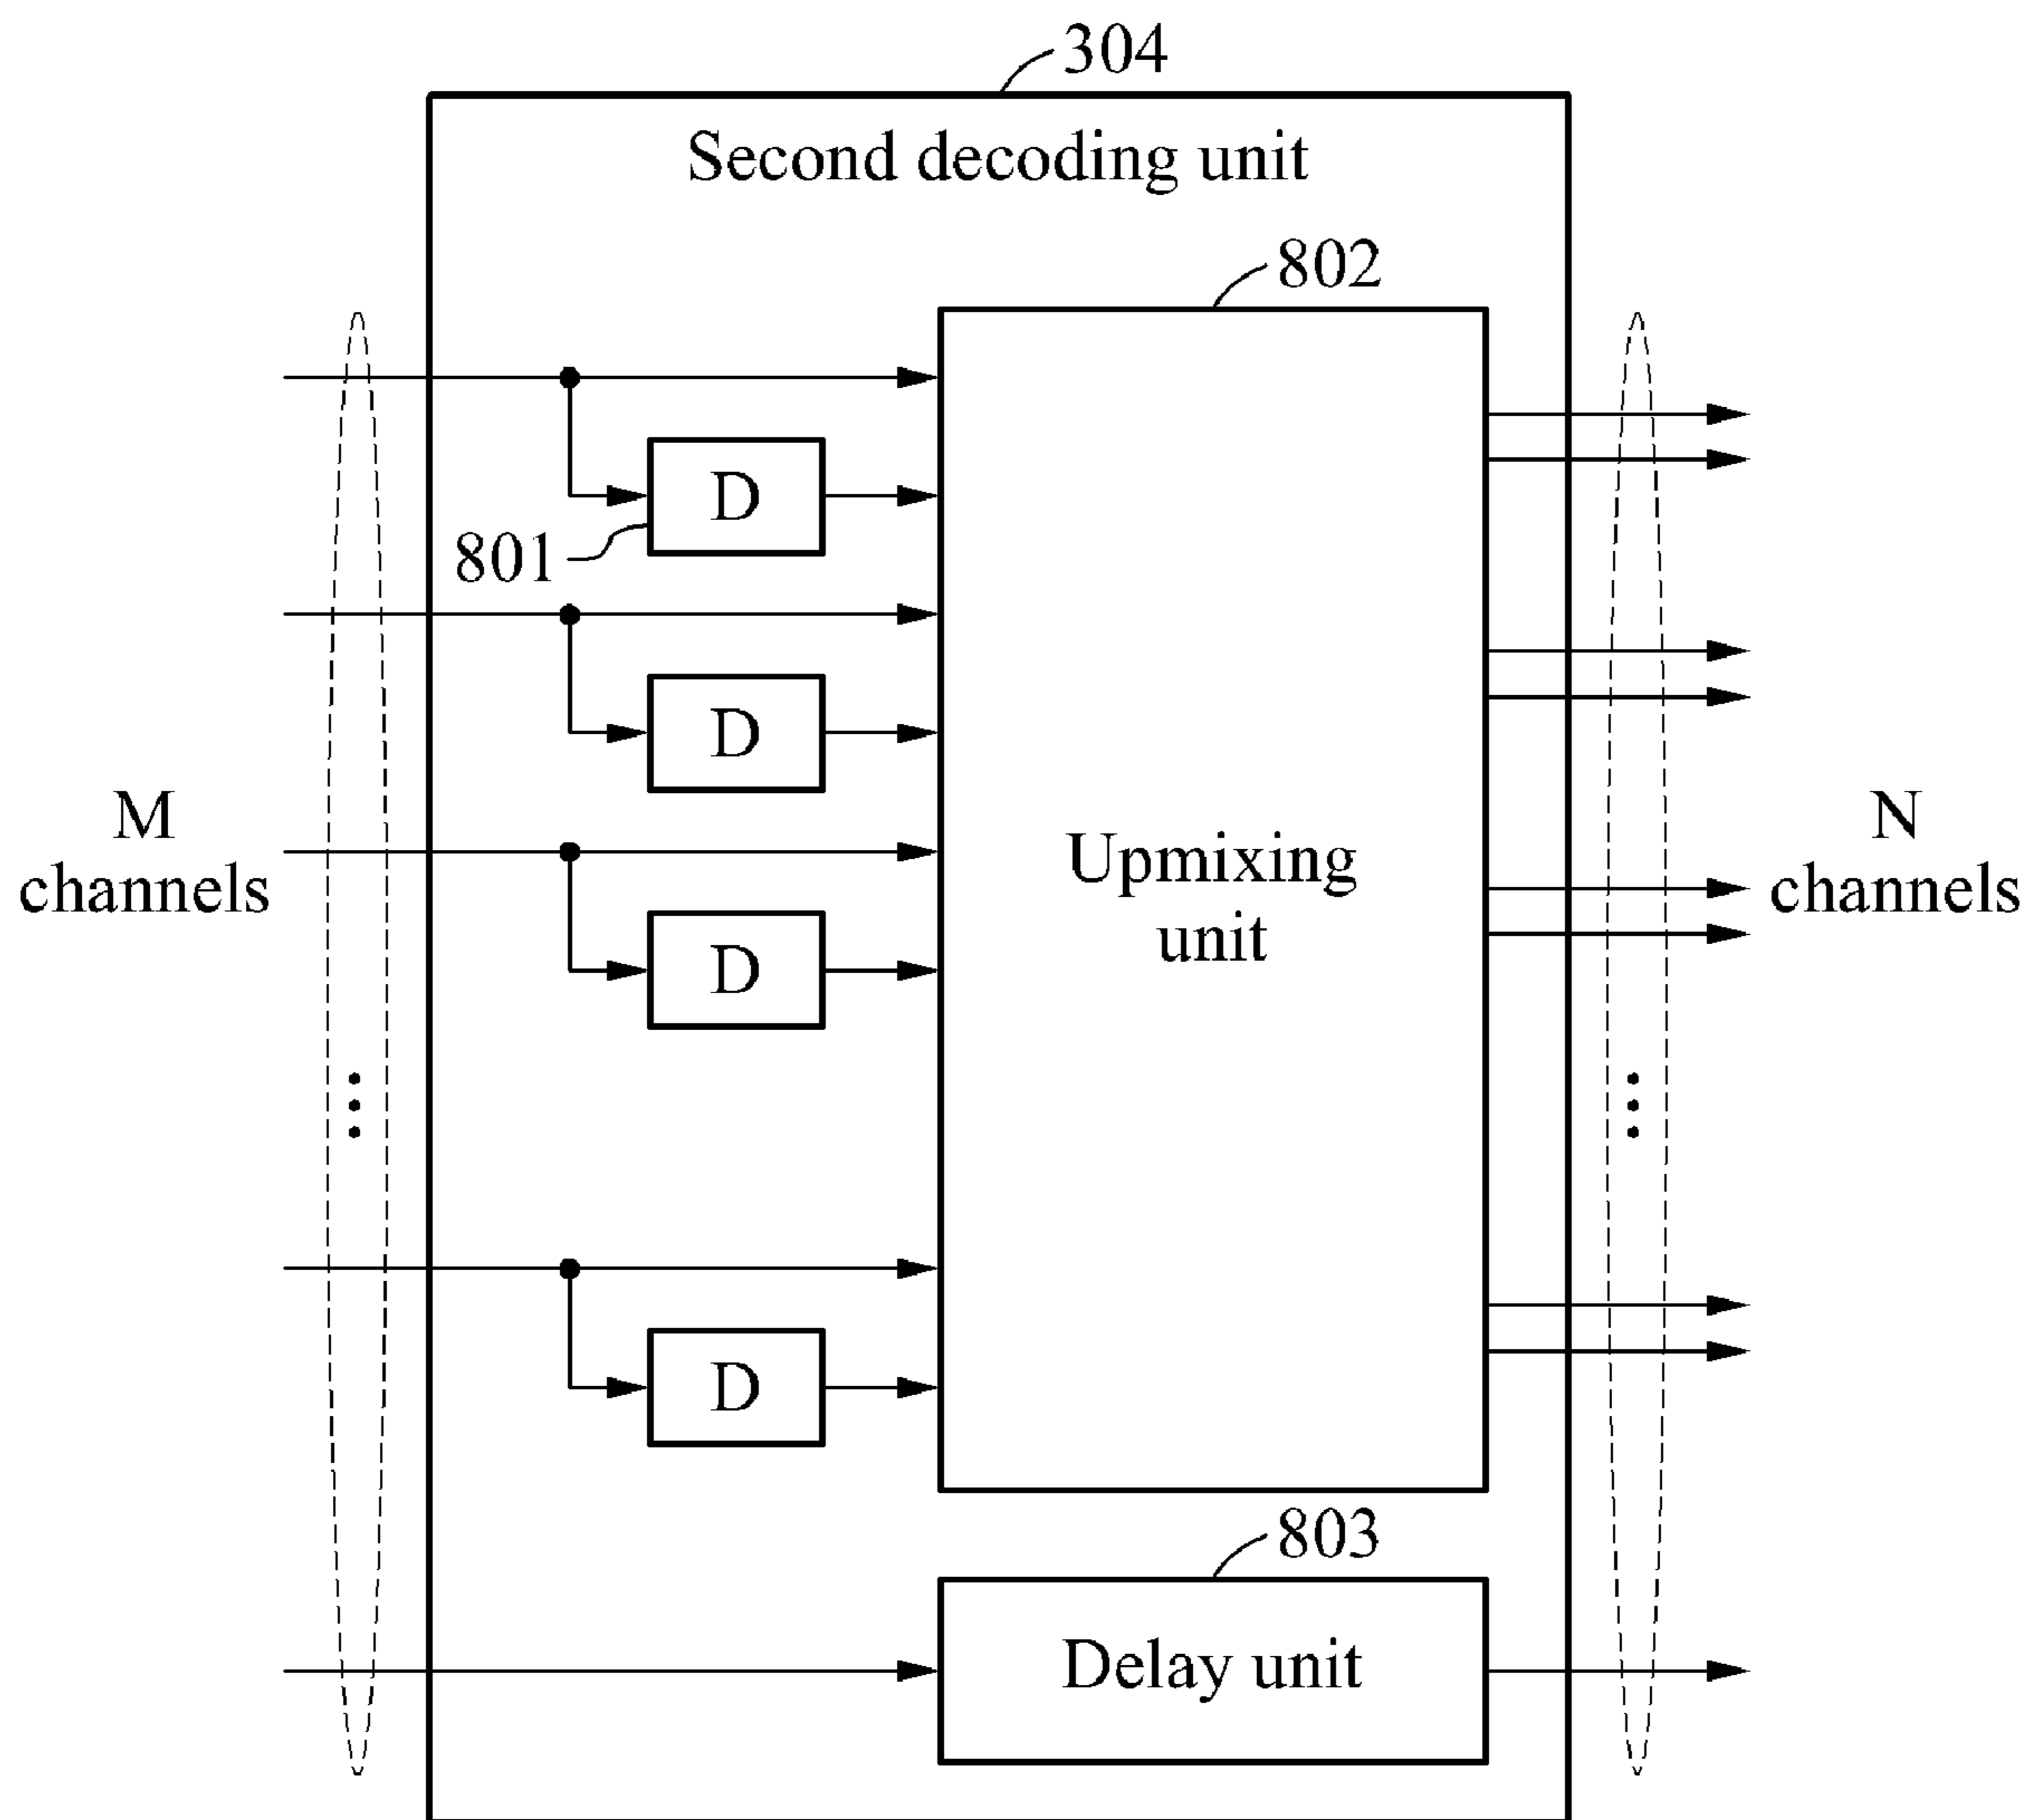 304
Second decoding unit
802
D
801
D
M
channels
Upmixing
unit
N
channels
D
D
803
Delay unit